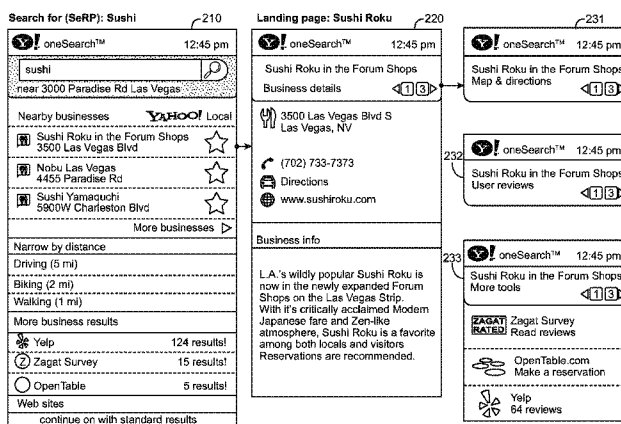 Search for (SeRP): Sushi
210
Y! oneSearch™ 12:45 pm
sushi
near 3000 Paradise Rd Las Vegas
Nearby businesses YAHOO! Local
Sushi Roku in the Forum Shops
3500 Las Vegas Blvd
Nobu Las Vegas
4455 Paradise Rd
Sushi Yamaguchi
5900W Charleston Blvd
More businesses
Narrow by distance
Driving (5 mi)
Biking (2 mi)
Walking (1 mi)
More business results
Yelp 124 results!
Z Zagat Survey 15 results!
OpenTable 5 results!
Web sites
continue on with standard results
Landing page: Sushi Roku
220
Y! oneSearch™ 12:45 pm
Sushi Roku in the Forum Shops
Business details 1 3
3500 Las Vegas Blvd S
Las Vegas, NV
(702) 733-7373
Directions
www.sushiroku.com
Business info
L.A.'s wildly popular Sushi Roku is
now in the newly expanded Forum
Shops on the Las Vegas Strip.
With it's critically acclaimed Modern
Japanese fare and Zen-like
atmosphere, Sushi Roku is a favorite
among both locals and visitors
Reservations are recommended.
231
Y! oneSearch™ 12:45 pm
Sushi Roku in the Forum Shops
Map & directions
1 3
232
Y! oneSearch™ 12:45 pm
Sushi Roku in the Forum Shops
User reviews
1 3
233
Y! oneSearch™ 12:45 pm
Sushi Roku in the Forum Shops
More tools
1 3
ZAGAT RATED Zagat Survey
Read reviews
OpenTable.com
Make a reservation
Yelp
64 reviews